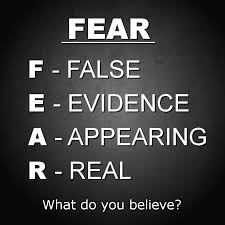 FEAR
F - FALSE
E - EVIDENCE
A - APPEARING
R - REAL
What do you believe?